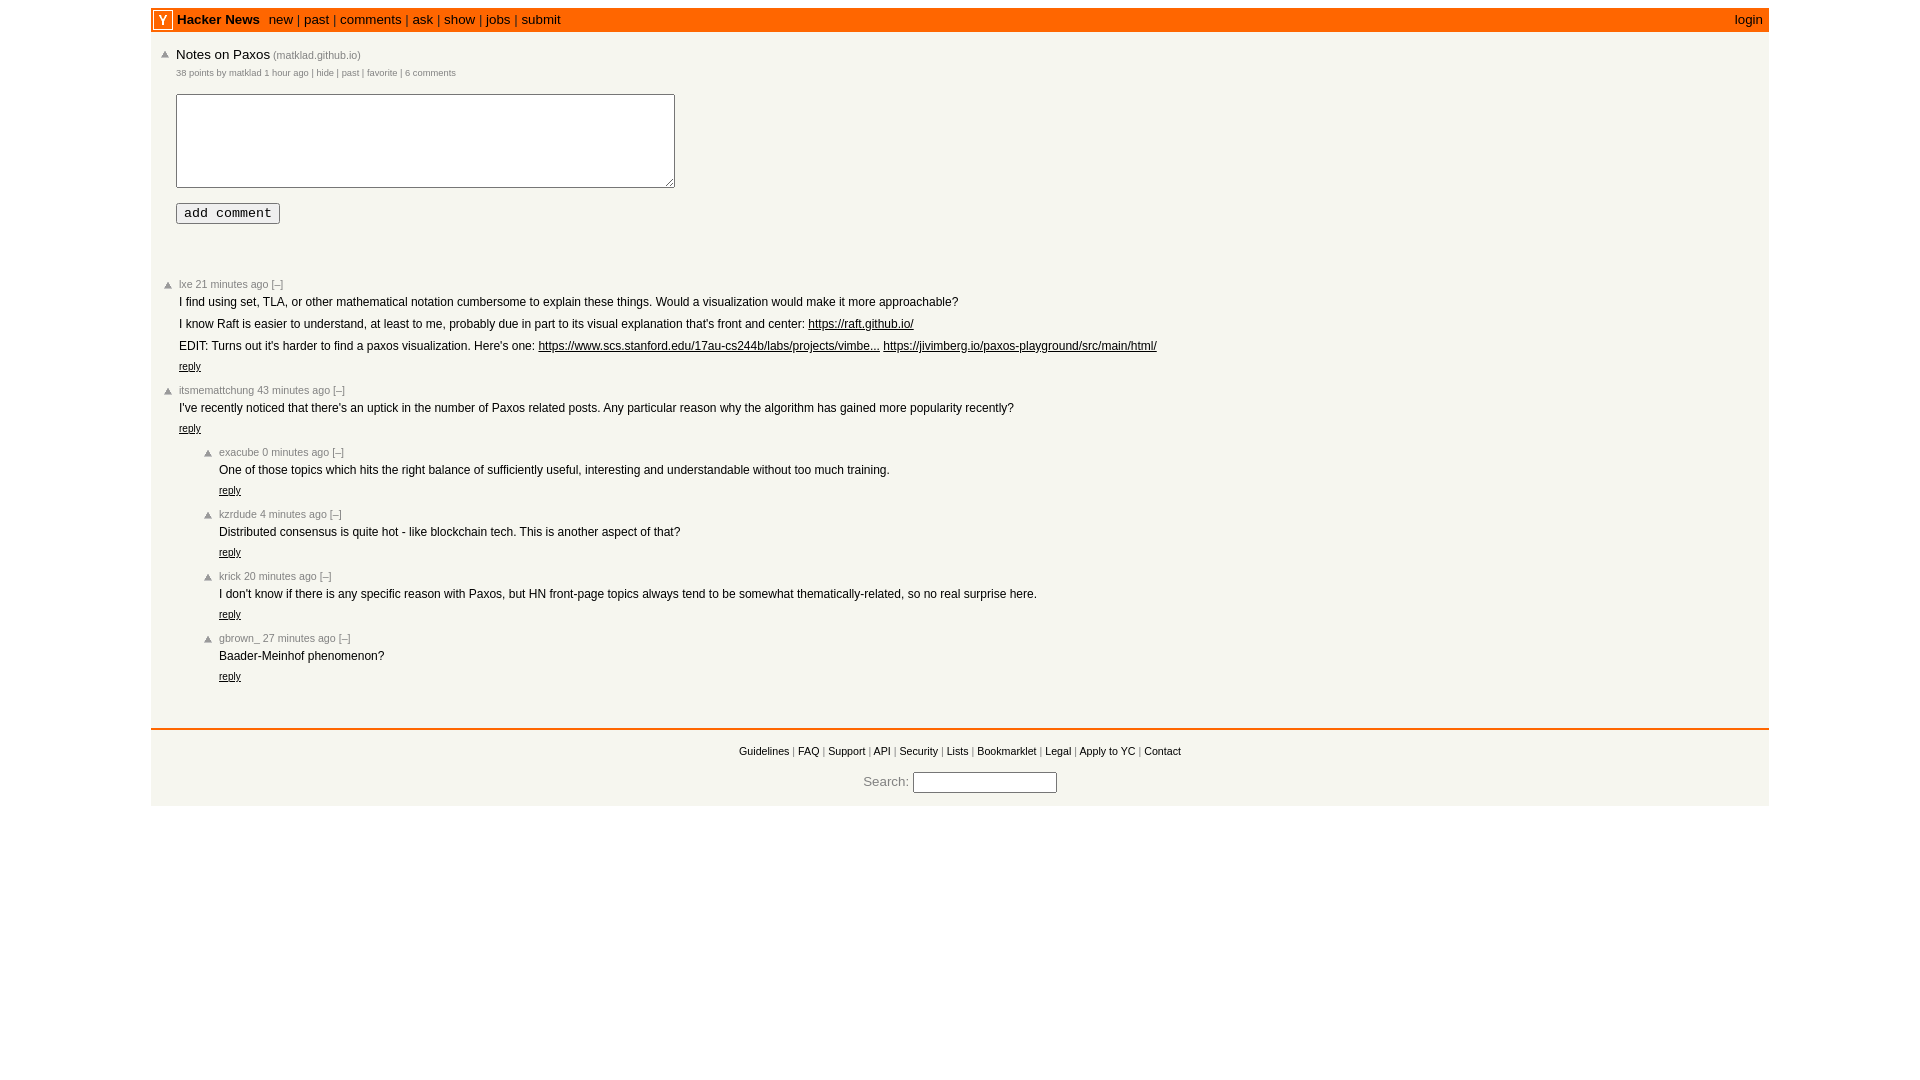 Y Hacker News new | past | comments | ask | show | jobs | submit login
Notes on Paxos (matklad.github.io)
38 points by matklad 1 hour ago | hide | past | favorite | 6 comments
add comment
lxe 21 minutes ago [–]
I find using set, TLA, or other mathematical notation cumbersome to explain these things. Would a visualization would make it more approachable?
I know Raft is easier to understand, at least to me, probably due in part to its visual explanation that's front and center: https://raft.github.io/
EDIT: Turns out it's harder to find a paxos visualization. Here's one: https://www.scs.stanford.edu/17au-cs244b/labs/projects/vimbe... https://jivimberg.io/paxos-playground/src/main/html/
reply
itsmemattchung 43 minutes ago [–]
I've recently noticed that there's an uptick in the number of Paxos related posts. Any particular reason why the algorithm has gained more popularity recently?
reply
exacube 0 minutes ago [–]
One of those topics which hits the right balance of sufficiently useful, interesting and understandable without too much training.
reply
kzrdude 4 minutes ago [–]
Distributed consensus is quite hot - like blockchain tech. This is another aspect of that?
reply
krick 20 minutes ago [–]
I don't know if there is any specific reason with Paxos, but HN front-page topics always tend to be somewhat thematically-related, so no real surprise here.
reply
gbrown_ 27 minutes ago [–]
Baader-Meinhof phenomenon?
reply
Guidelines | FAQ | Support | API | Security | Lists | Bookmarklet | Legal | Apply to YC | Contact
Search: